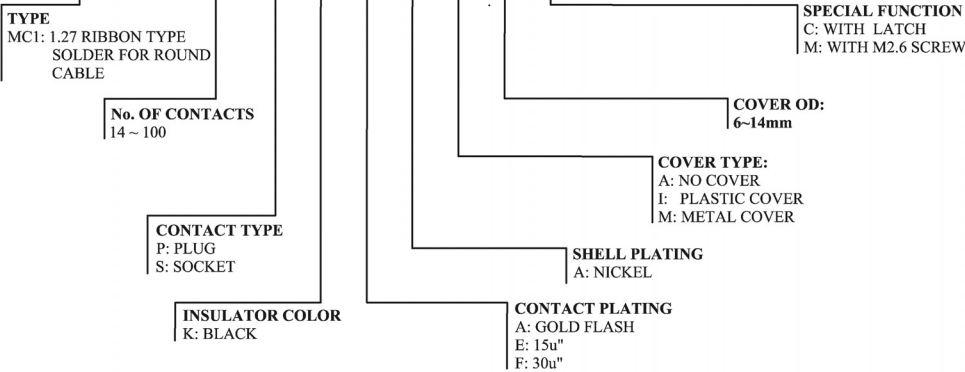 TYPE
MC1: 1.27 RIBBON TYPE
SOLDER FOR ROUND
CABLE
SPECIAL FUNCTION
C: WITH LATCH
M: WITH M2.6 SCREW
No. OF CONTACTS
14 ~ 100
COVER OD:
6~14mm
COVER TYPE:
A: NO COVER
I: PLASTIC COVER
M: METAL COVER
CONTACT TYPE
P: PLUG
S: SOCKET
SHELL PLATING
A: NICKEL
INSULATOR COLOR
K: BLACK
CONTACT PLATING
A: GOLD FLASH
E: 15u"
F: 30u"